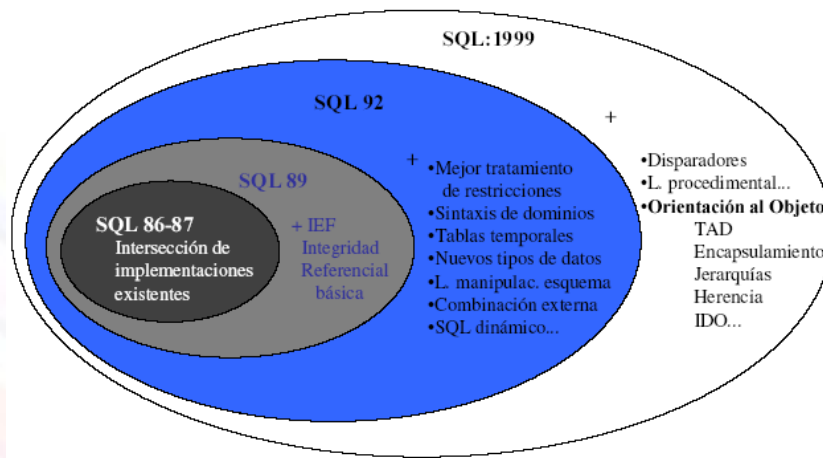 SQL:1999
SQL 92
+
+
•Mejor tratamiento
de restricciones
•Sintaxis de dominios
•Tablas temporales
•Nuevos tipos de datos
•L. manipulac. esquema
•Combinación externa
•SQL dinámico...
•Disparadores
•L. procedimental...
•Orientación al Objeto
TAD
Encapsulamiento
Jerarquías
Herencia
IDO...
SQL 89
+ IEF
Integridad
Referencial
básica
SQL 86-87
Intersección de
implementaciones
existentes